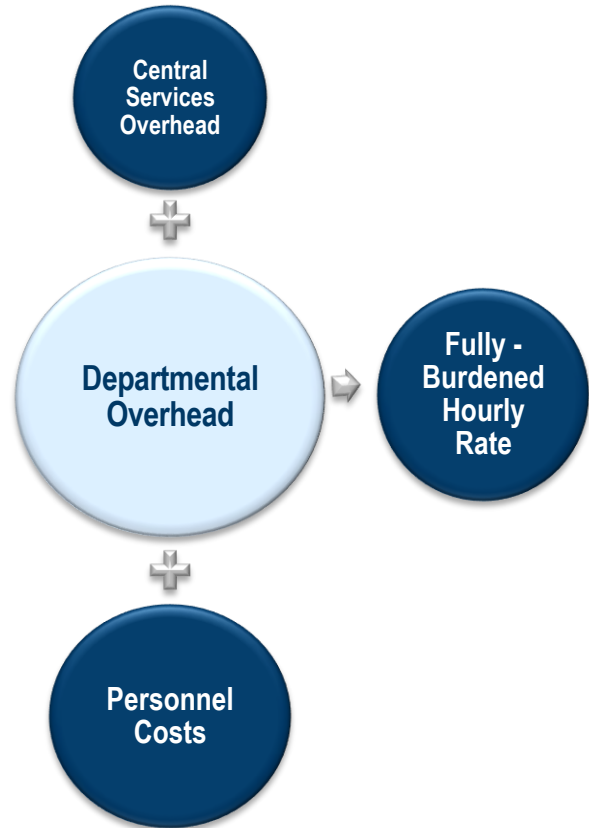 Central
Services
Overhead
Departmental
Overhead
Fully -
Burdened
Hourly
Rate
Personnel
Costs